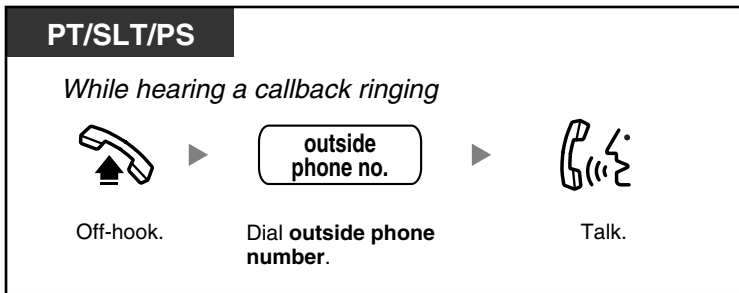 PT/SLT/PS
While hearing a callback ringing
outside
phone no.
Off-hook.
Dial outside phone
number.
Talk.